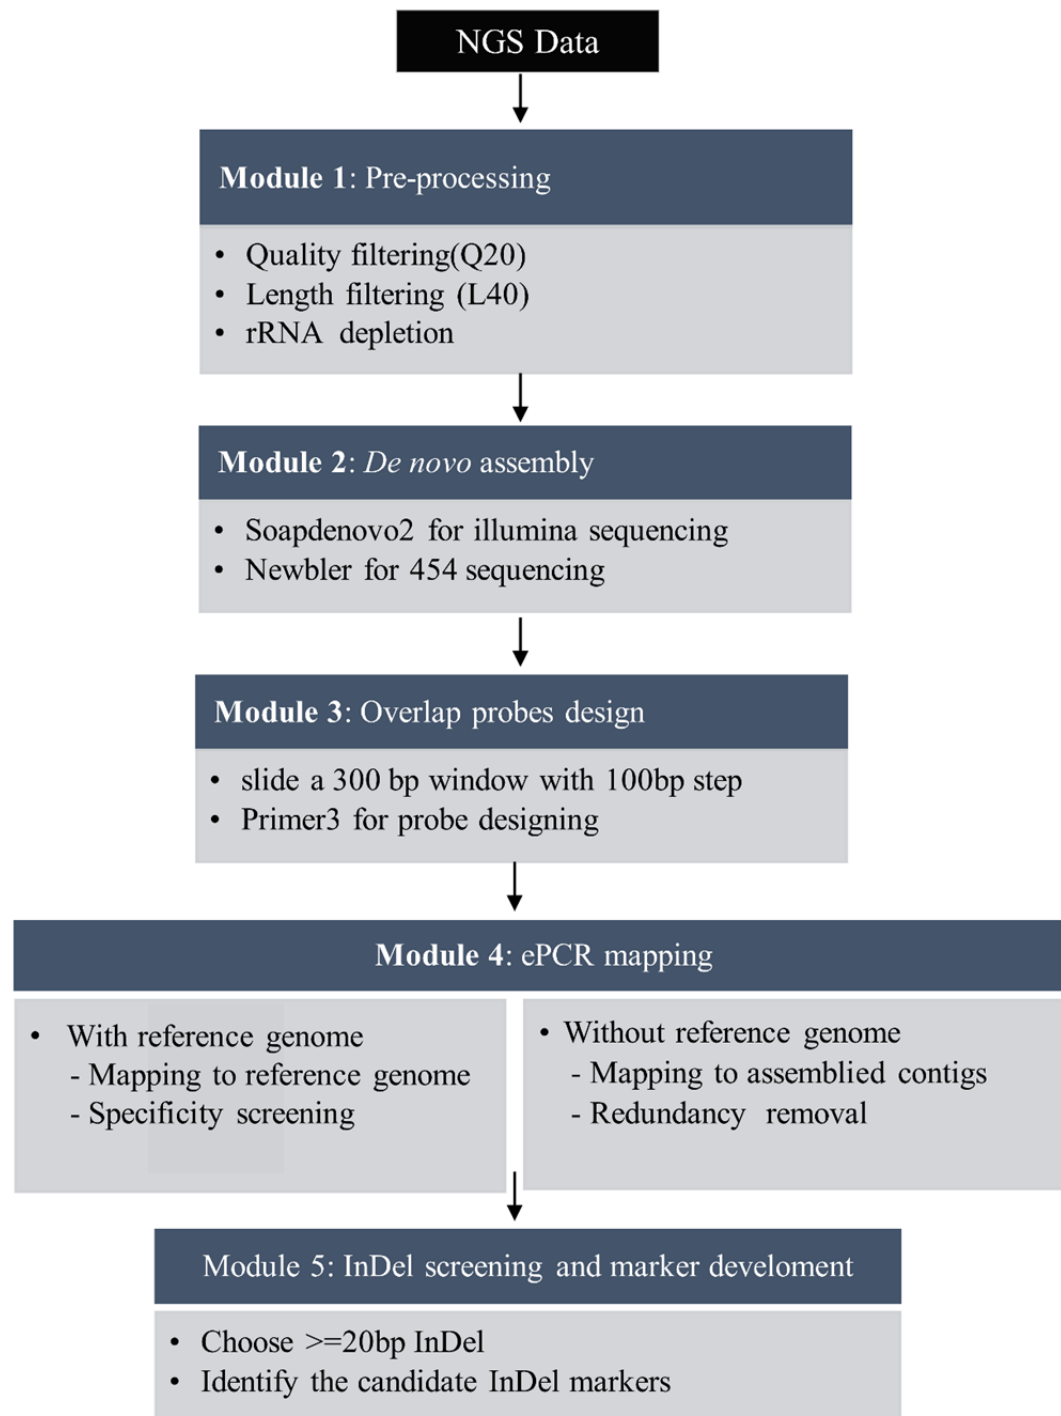 NGS Data
Module 1: Pre-processing
• Quality filtering(Q20)
• Length filtering (L40)
• rRNA depletion
Module 2: De novo assembly
• Soapdenovo2 for illumina sequencing
• Newbler for 454 sequencing
Module 3: Overlap probes design
• slide a 300 bp window with 100bp step
• Primer3 for probe designing
Module 4: ePCR mapping
• With reference genome
- Mapping to reference genome
- Specificity screening
• Without reference genome
- Mapping to assemblied contigs
- Redundancy removal
Module 5: InDel screening and marker develoment
• Choose >=20bp InDel
• Identify the candidate InDel markers